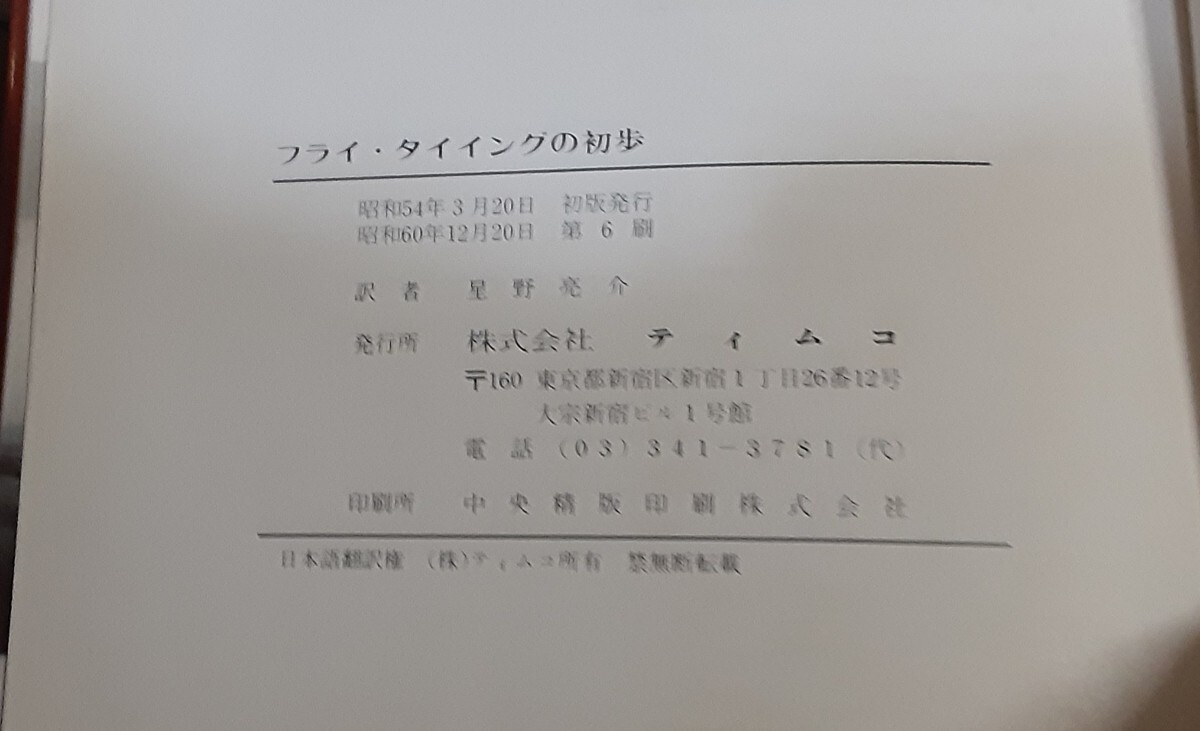 フライ・タイイングの初歩
昭和54年3月20日 初版発行
昭和60年12月20日 第6刷
訳者 星野亮介
発行所 株式会社 ティムコ
〒160 東京都新宿区新宿1丁目26番12号
大宗新宿ビル1号館
電話 (03)341-3781(代)
印刷所 中央精版印刷株式会社
日本語翻訳権 (株)ティムコ所有 禁無断転載